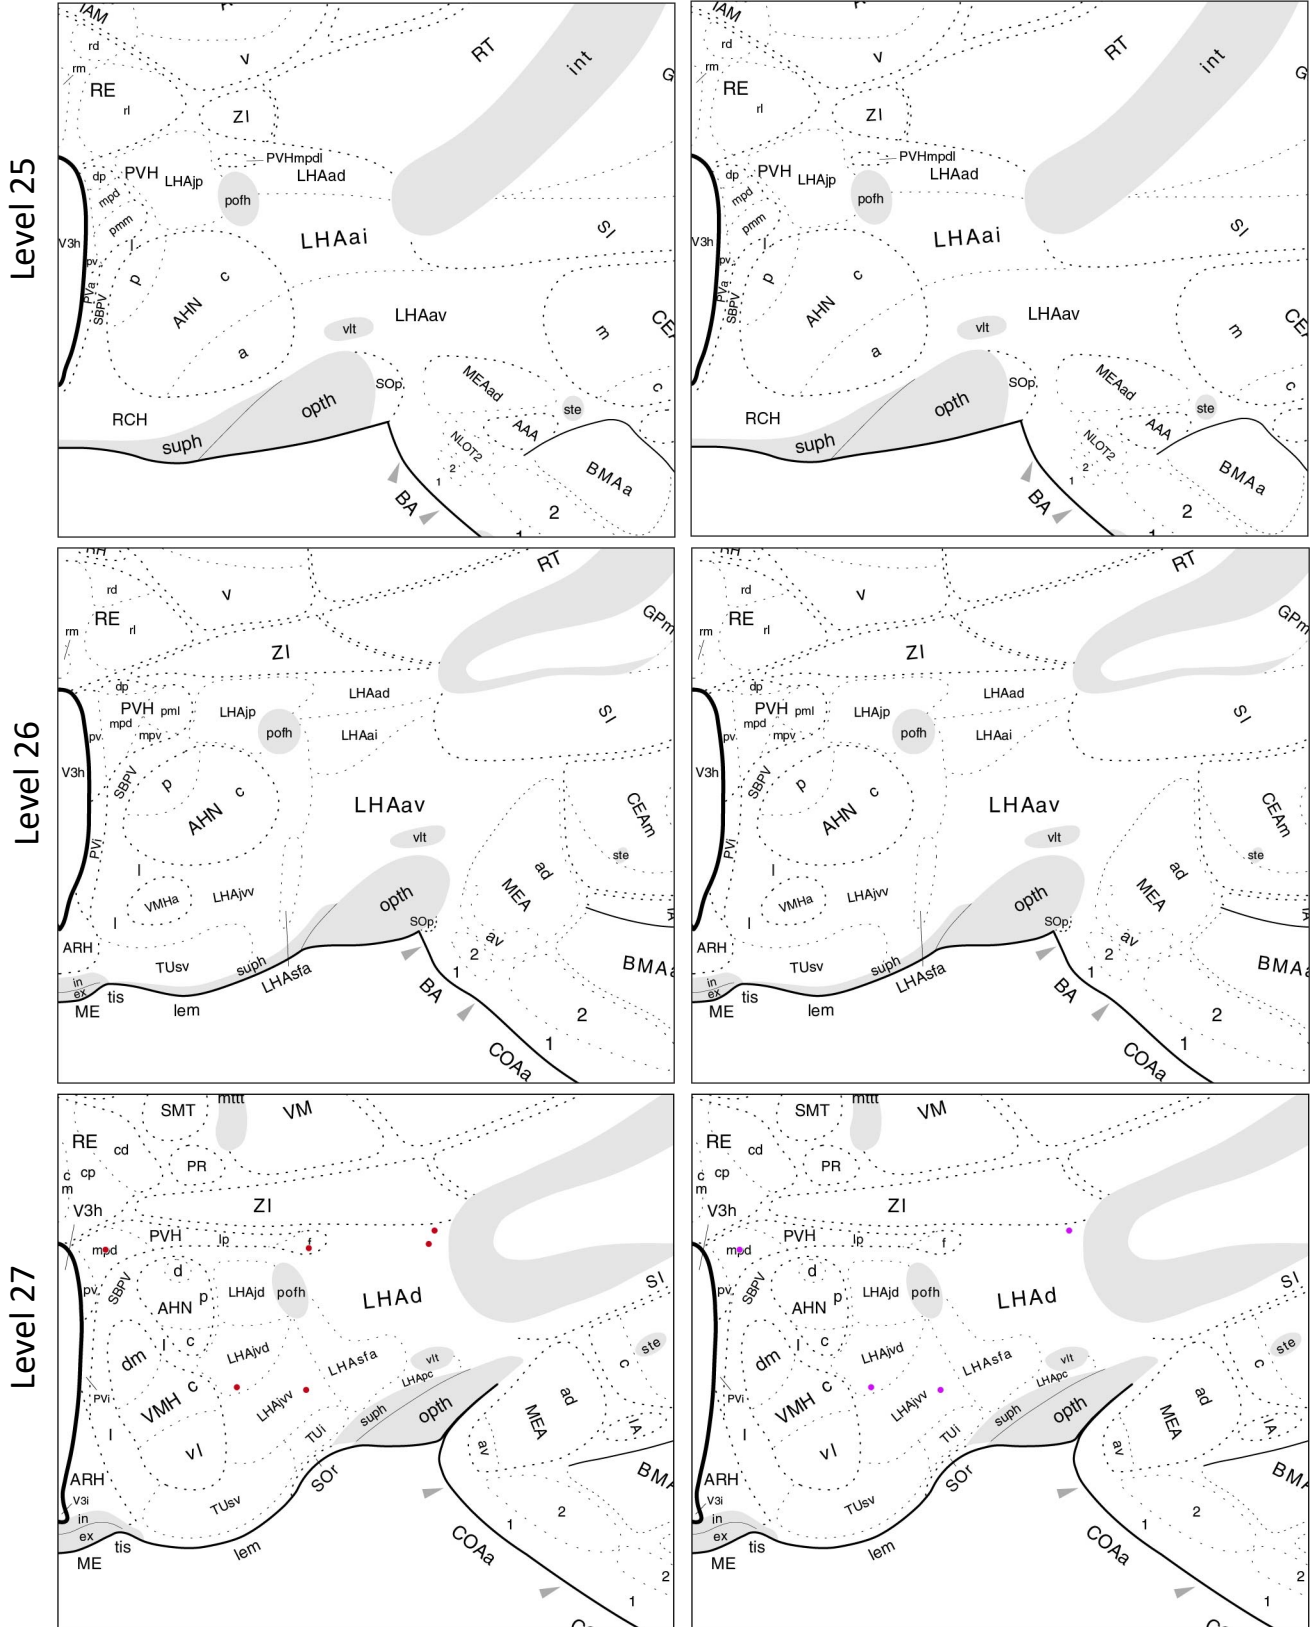 Level 25
IAM
rd
v
RT
int
G
rm
RE
rl
ZI
PVHmpdl
dp
PVH
LHAjp
LHAad
mpd
pofh
pmm
V3h
l
LHAai
SI
pv
p
c
PVa
SBPV
AHN
LHAav
vlt
m
CEA
a
SOp
MEAad
c
opth
ste
RCH
AAA
suph
NLOT2
2
BMAa
1
BA
2
1
IAM
rd
v
RT
int
G
rm
RE
rl
ZI
PVHmpdl
dp
PVH
LHAjp
LHAad
mpd
pofh
pmm
V3h
l
LHAai
SI
pv
p
c
PVa
SBPV
AHN
LHAav
vlt
m
CEA
a
SOp
MEAad
c
opth
ste
RCH
AAA
suph
NLOT2
2
BMAa
1
BA
2
1
Level 26
RT
rd
v
RE
GPm
rm
rl
ZI
dp
LHAad
PVH
pml
LHAjp
mpd
SI
pv
mpv
pofh
LHAai
V3h
SBPV
p
c
LHAav
AHN
CEAm
vlt
PVi
ste
l
ad
VMHa
LHAjvv
opth
MEA
l
SOp
ARH
av
TUsv
suph
2
BMAa
in
LHAsfa
1
ex
tis
BA
ME
lem
2
1
COAa
RT
rd
v
RE
GPm
rm
rl
ZI
dp
LHAad
PVH
pml
LHAjp
mpd
SI
pv
mpv
pofh
LHAai
V3h
SBPV
p
c
LHAav
AHN
CEAm
vlt
PVi
ste
l
ad
VMHa
LHAjvv
opth
MEA
l
SOp
ARH
av
TUsv
suph
2
BMAa
in
LHAsfa
1
ex
tis
BA
ME
lem
2
1
COAa
Level 27
mttt
SMT
VM
RE
cd
PR
c
cp
m
ZI
V3h
PVH
lp
f
mpd
d
SI
SBPV
pv
LHAjd
pofh
LHAd
AHN
p
l
c
ste
dm
LHAjvd
LHAsfa
vlt
c
LHApc
c
PVi
VMH
LHAjvv
suph
opth
ad
MEA
IA
l
TUi
vl
av
BMA
ARH
SOr
V3i
TUsv
in
2
1
ex
tis
lem
COAa
ME
2
1
mttt
SMT
VM
RE
cd
PR
c
cp
m
ZI
V3h
PVH
lp
f
mpd
d
SI
SBPV
pv
LHAjd
pofh
LHAd
AHN
p
l
c
ste
dm
LHAjvd
LHAsfa
vlt
c
LHApc
c
PVi
VMH
LHAjvv
suph
opth
ad
MEA
IA
l
TUi
vl
av
BMA
ARH
SOr
V3i
TUsv
in
2
1
ex
tis
lem
COAa
ME
2
1